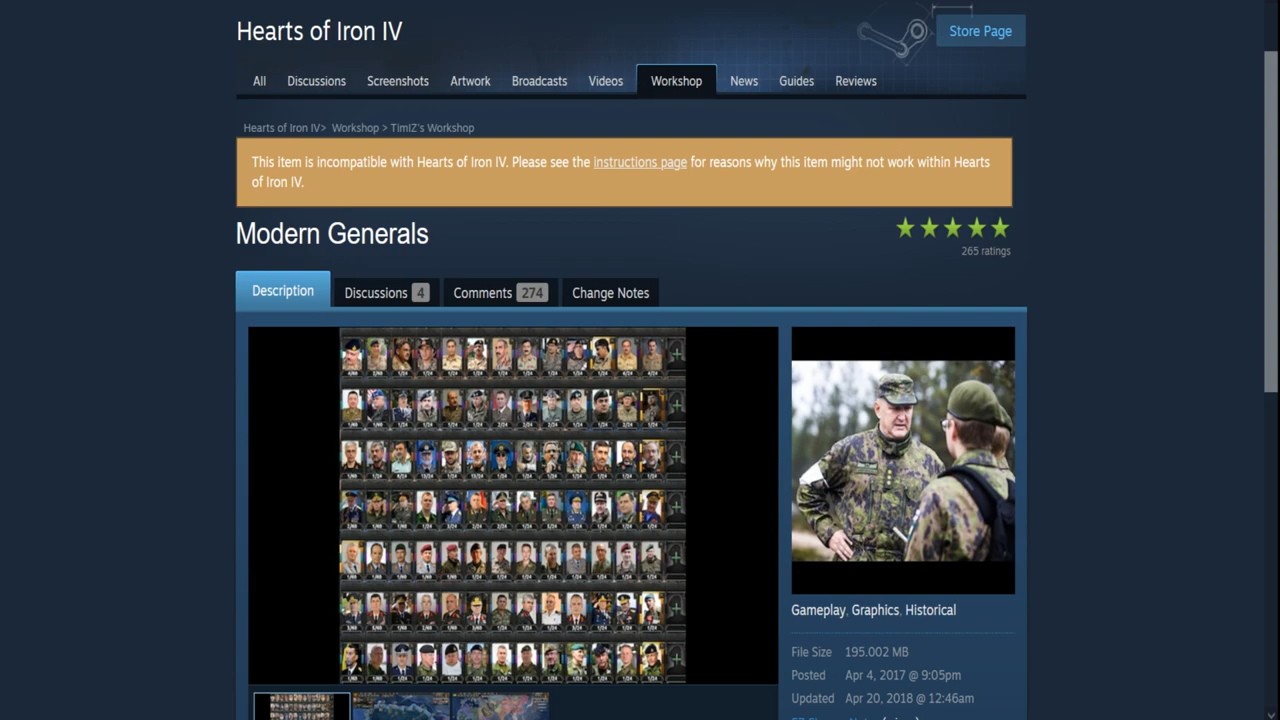 Hearts of Iron IV
Store Page
All Discussions Screenshots Artwork Broadcasts Videos Workshop News Guides Reviews
Hearts of Iron IV> Workshop > TimIZ's Workshop
This item is incompatible with Hearts of Iron IV. Please see the instructions page for reasons why this item might not work within Hearts
of Iron IV.
Modern Generals
265 ratings
Description Discussions 4 Comments 274 Change Notes
Gameplay, Graphics, Historical
File Size 195.002 MB
Posted Apr 4, 2017 @ 9:05pm
Updated Apr 20, 2018 @ 12:46am